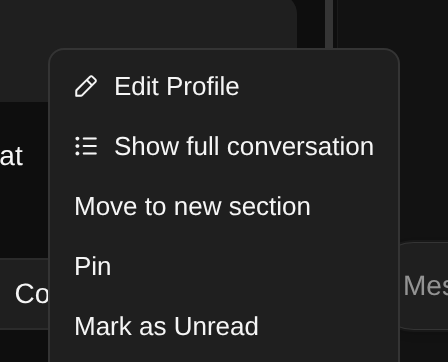 Edit Profile
at
Show full conversation
Move to new section
Pin
Co
Mes
Mark as Unread